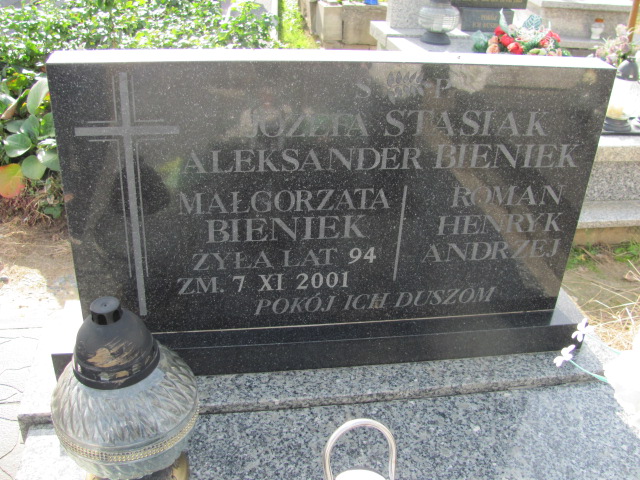 Ś P
JÓZEFA STASIAK
ALEKSANDER BIENIEK
MAŁGORZATA
BIENIEK
ŻYŁA LAT 94
ZM. 7 XI 2001
ROMAN
HENRYK
ANDRZEJ
POKÓJ ICH DUSZOM